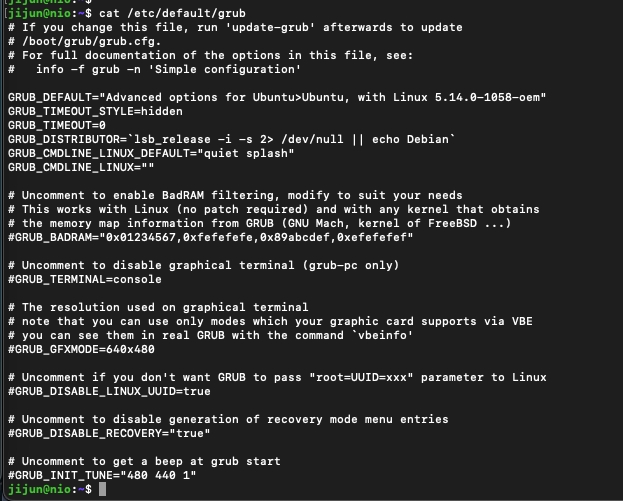 jijun@nio:~$
jijun@nio:~$ cat /etc/default/grub
# If you change this file, run 'update-grub' afterwards to update
# /boot/grub/grub.cfg.
# For full documentation of the options in this file, see:
#   info -f grub -n 'Simple configuration'

GRUB_DEFAULT="Advanced options for Ubuntu>Ubuntu, with Linux 5.14.0-1058-oem"
GRUB_TIMEOUT_STYLE=hidden
GRUB_TIMEOUT=0
GRUB_DISTRIBUTOR=`lsb_release -i -s 2> /dev/null || echo Debian`
GRUB_CMDLINE_LINUX_DEFAULT="quiet splash"
GRUB_CMDLINE_LINUX=""

# Uncomment to enable BadRAM filtering, modify to suit your needs
# This works with Linux (no patch required) and with any kernel that obtains
# the memory map information from GRUB (GNU Mach, kernel of FreeBSD ...)
#GRUB_BADRAM="0x01234567,0xfefefefe,0x89abcdef,0xefefefef"

# Uncomment to disable graphical terminal (grub-pc only)
#GRUB_TERMINAL=console

# The resolution used on graphical terminal
# note that you can use only modes which your graphic card supports via VBE
# you can see them in real GRUB with the command `vbeinfo'
#GRUB_GFXMODE=640x480

# Uncomment if you don't want GRUB to pass "root=UUID=xxx" parameter to Linux
#GRUB_DISABLE_LINUX_UUID=true

# Uncomment to disable generation of recovery mode menu entries
#GRUB_DISABLE_RECOVERY="true"

# Uncomment to get a beep at grub start
#GRUB_INIT_TUNE="480 440 1"
jijun@nio:~$